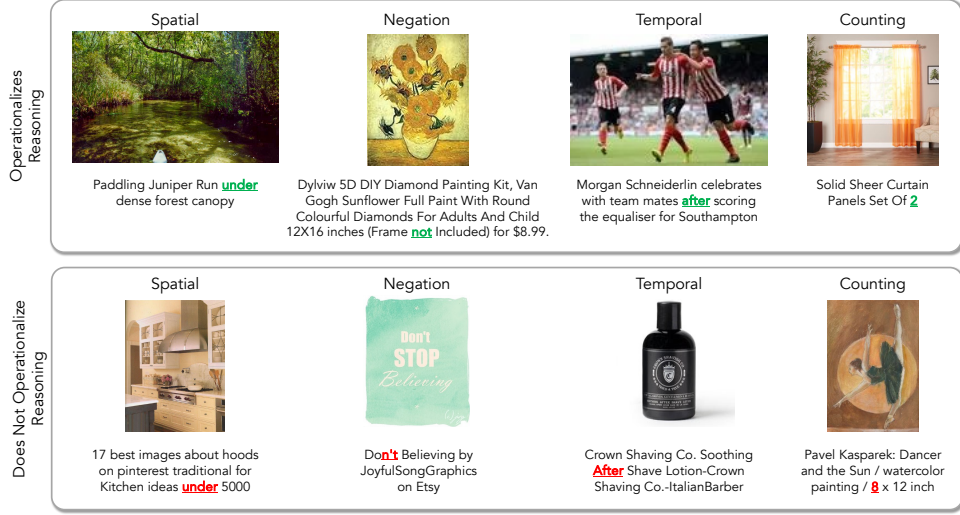 Operationalizes
Reasoning
Spatial
Negation
Temporal
Counting
Paddling Juniper Run under
dense forest canopy
Dylviw 5D DIY Diamond Painting Kit, Van
Gogh Sunflower Full Paint With Round
Colourful Diamonds For Adults And Child
12X16 inches (Frame not Included) for $8.99.
Morgan Schneiderlin celebrates
with team mates after scoring
the equaliser for Southampton
Solid Sheer Curtain
Panels Set Of 2
Does Not Operationalize
Reasoning
Spatial
Negation
Temporal
Counting
Don't
STOP
Believing
17 best images about hoods
on pinterest traditional for
Kitchen ideas under 5000
Don't Believing by
JoyfulSongGraphics
on Etsy
Crown Shaving Co. Soothing
After Shave Lotion-Crown
Shaving Co.-ItalianBarber
Pavel Kasparek: Dancer
and the Sun / watercolor
painting / 8 x 12 inch